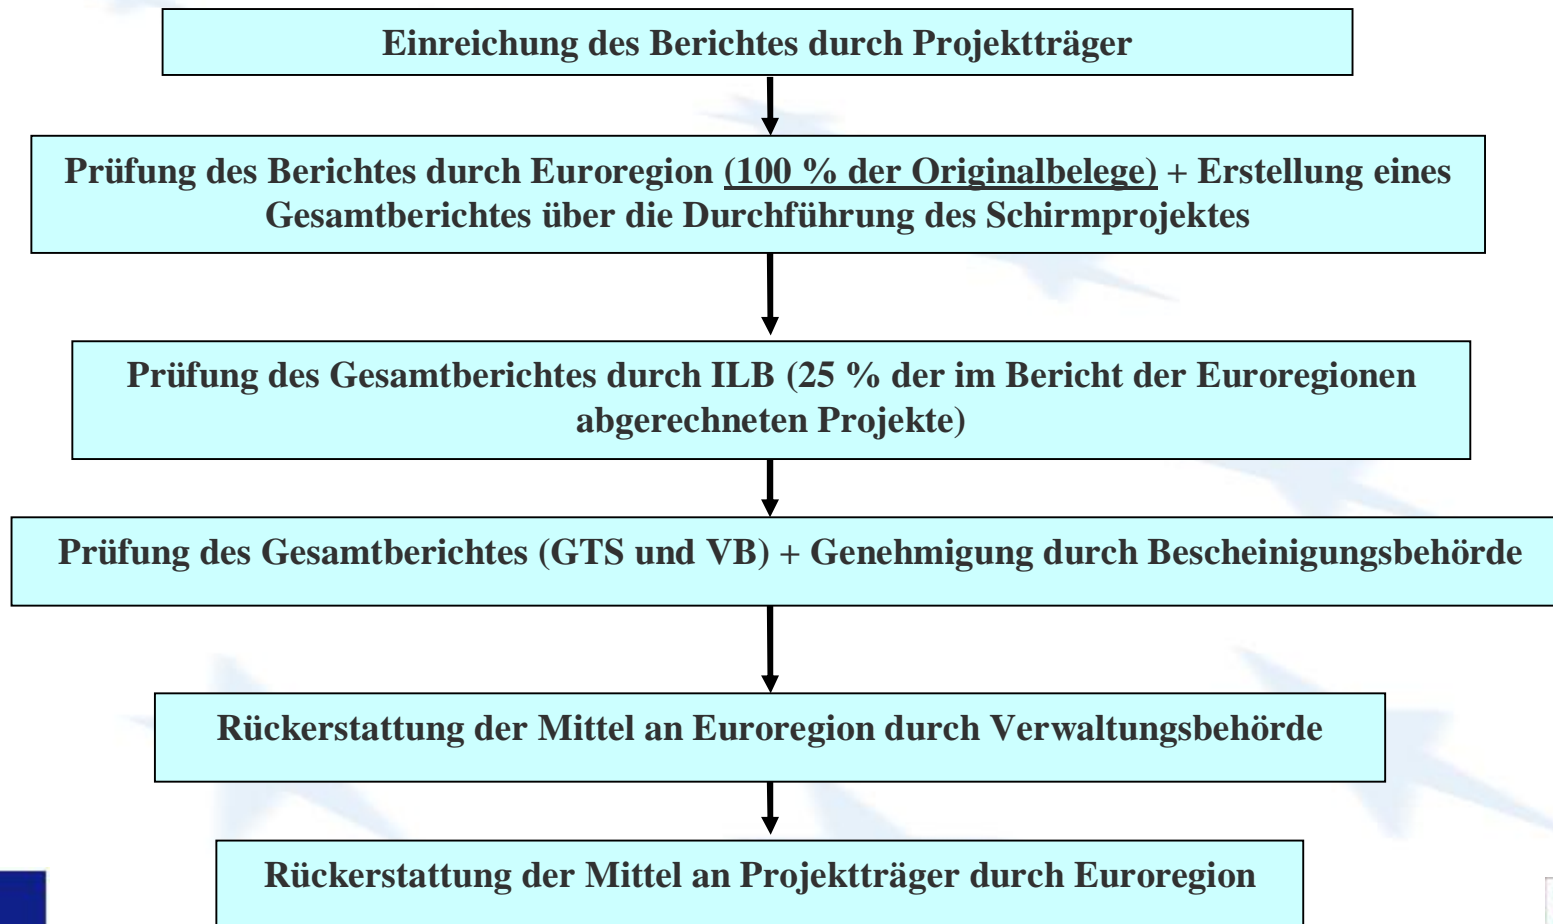 Einreichung des Berichtes durch Projektträger
Prüfung des Berichtes durch Euroregion (100 % der Originalbelege) + Erstellung eines
Gesamtberichtes über die Durchführung des Schirmprojektes
Prüfung des Gesamtberichtes durch ILB (25 % der im Bericht der Euroregionen
abgerechneten Projekte)
Prüfung des Gesamtberichtes (GTS und VB) + Genehmigung durch Bescheinigungsbehörde
Rückerstattung der Mittel an Euroregion durch Verwaltungsbehörde
Rückerstattung der Mittel an Projektträger durch Euroregion